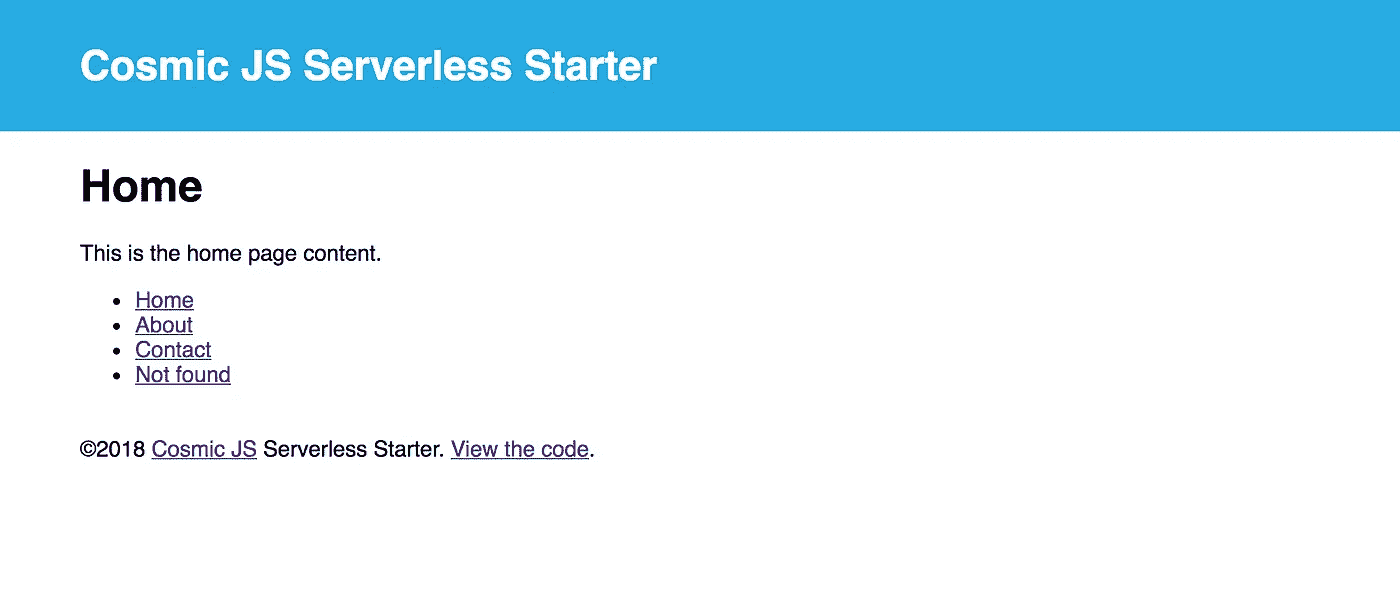 Cosmic JS Serverless Starter
Home
This is the home page content.
Home
About
Contact
Not found
©2018 Cosmic JS Serverless Starter. View the code.